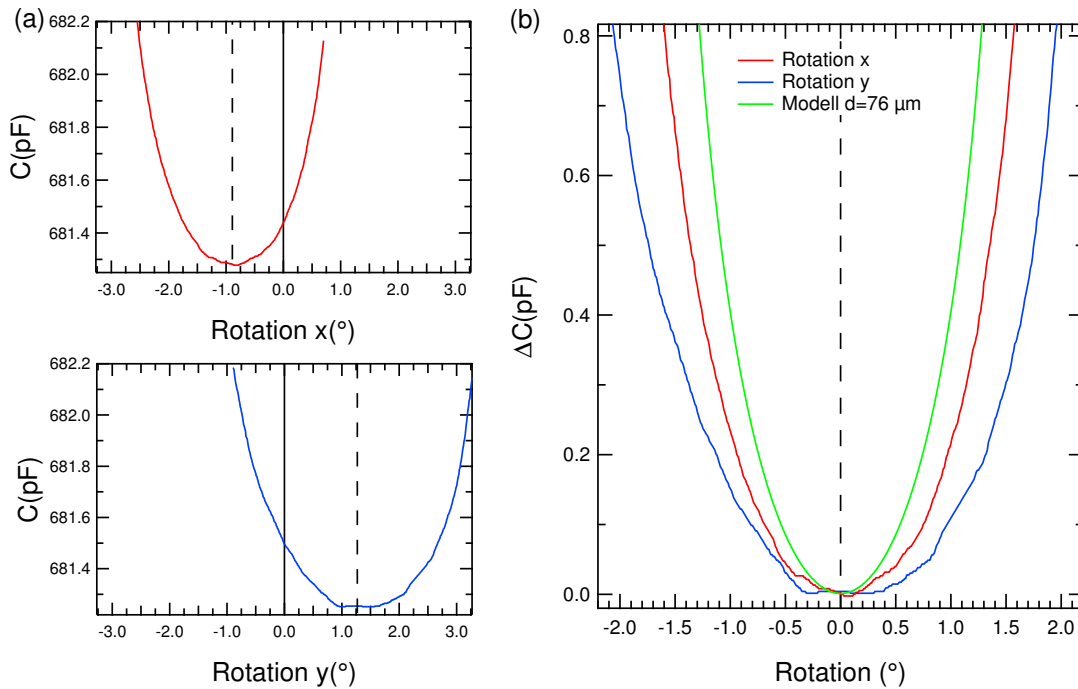 (a)
682.2
682.0
681.8
681.6
681.4
C(pF)
-3.0 -2.0 -1.0 0.0 1.0 2.0 3.0
Rotation x(°)
682.2
682.0
681.8
681.6
681.4
C(pF)
-3.0 -2.0 -1.0 0.0 1.0 2.0 3.0
Rotation y(°)
(b)
0.8
0.6
0.4
0.2
0.0
ΔC(pF)
Rotation x
Rotation y
Modell d=76 µm
-2.0 -1.5 -1.0 -0.5 0.0 0.5 1.0 1.5 2.0
Rotation (°)